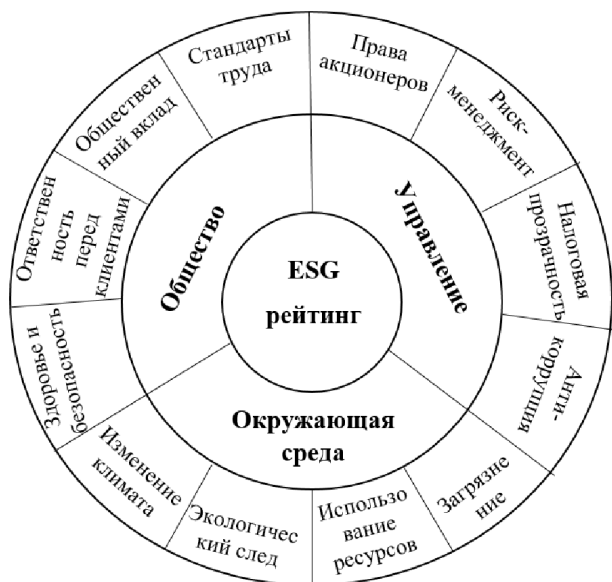 ESG
рейтинг
Управление
Окружающая
среда
Общество
Права
акционеров
Риск-
менеджмент
Налоговая
прозрачность
Анти-
коррупция
Загрязне
ние
Использо
вание
ресурсов
Экологичес
кий след
Изменение
климата
Здоровье и
безопасность
Ответствен
ность
перед
клиентами
Обществен
ный вклад
Стандарты
труда